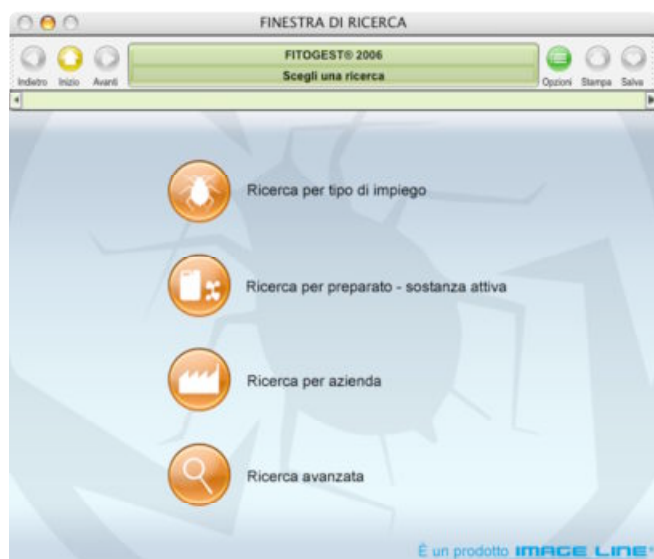 FINESTRA DI RICERCA
FITOGEST® 2006
Scegli una ricerca
Indietro Inizio Avanti
Opzioni Stampa Salva
Ricerca per tipo di impiego
Ricerca per preparato - sostanza attiva
Ricerca per azienda
Ricerca avanzata
È un prodotto IMAGE LINE®